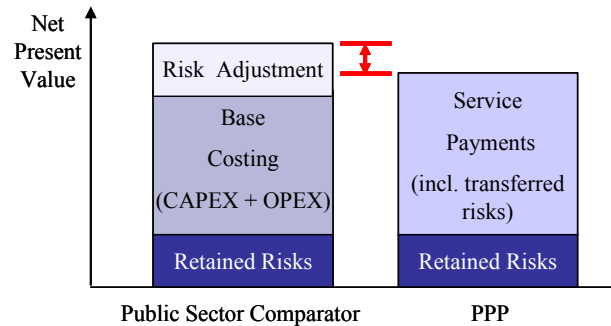 Net
Present
Value
Risk Adjustment
Base
Costing
(CAPEX + OPEX)
Retained Risks
Service
Payments
(incl. transferred
risks)
Retained Risks
Public Sector Comparator
PPP